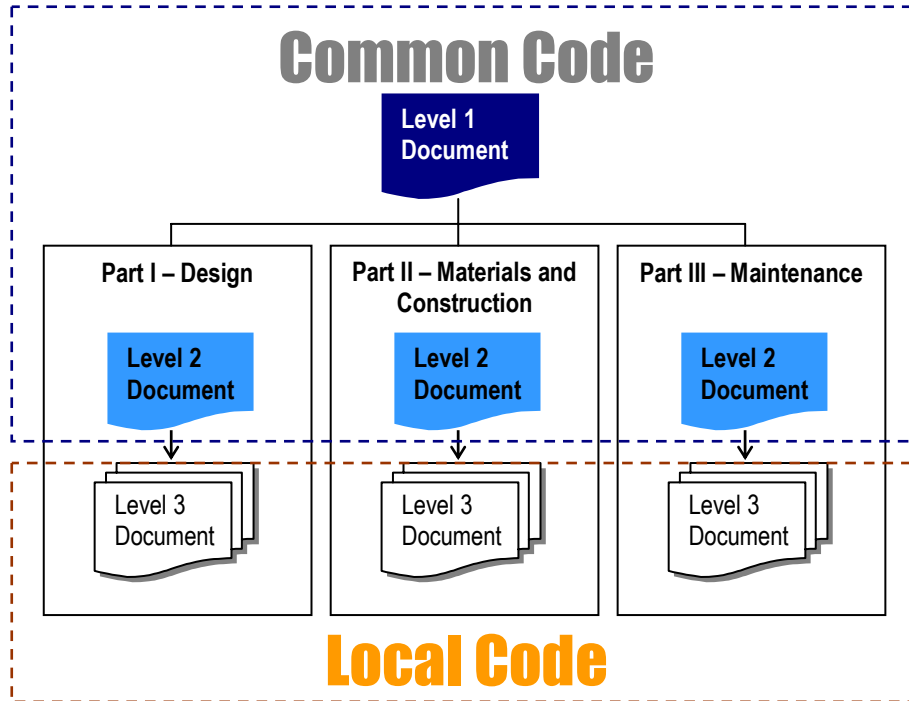 Common Code
Level 1
Document
Part I – Design
Part II – Materials and
Construction
Part III – Maintenance
Level 2
Document
Level 2
Document
Level 2
Document
Level 3
Document
Level 3
Document
Level 3
Document
Local Code